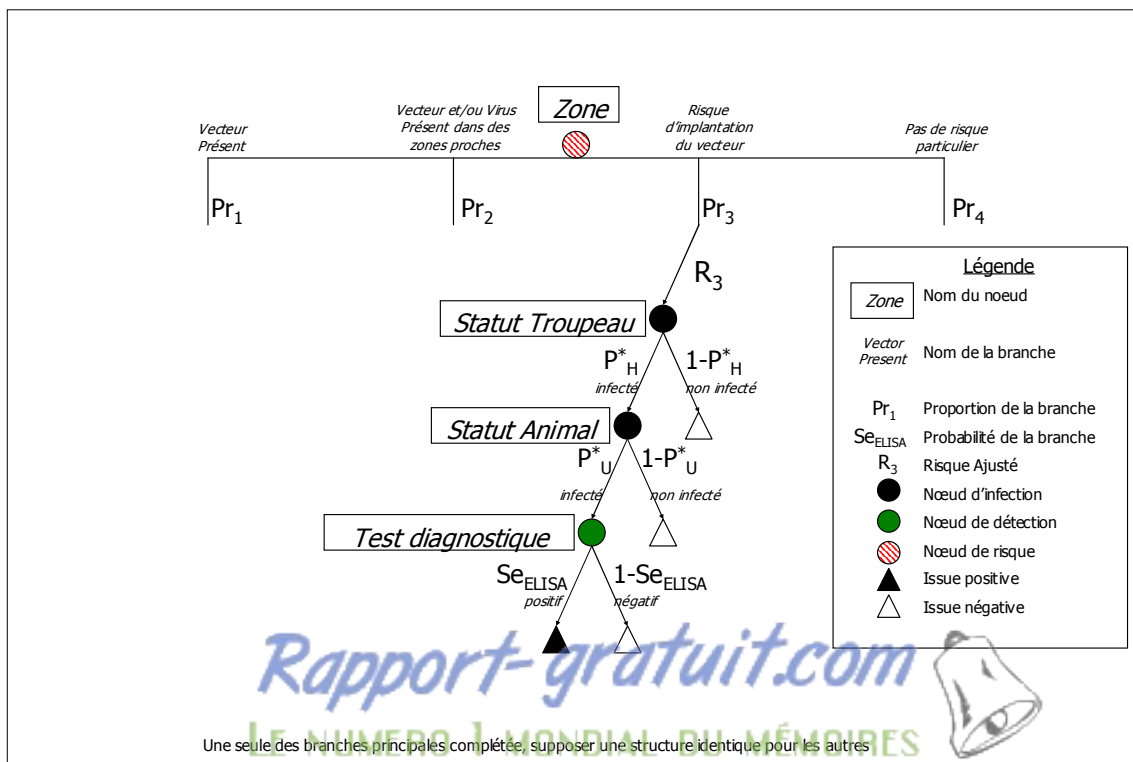 Zone
Vecteur
Présent
Vecteur et/ou Virus
Présent dans des
zones proches
Risque
d'implantation
du vecteur
Pas de risque
particulier
Pr1
Pr2
Pr3
Pr4
R3
Statut Troupeau
P*H
infecté
1-P*H
non infecté
Statut Animal
P*U
infecté
1-P*U
non infecté
Test diagnostique
SeELISA
positif
1-SeELISA
négatif
Légende
Zone
Nom du noeud
Vector
Present
Nom de la branche
Pr1
Proportion de la branche
SeELISA
Probabilité de la branche
R3
Risque Ajusté
Nœud d'infection
Nœud de détection
Nœud de risque
Issue positive
Issue négative
Rapport-gratuit.com
LE NUMERO 1 MONDIAL DU MÉMOIRES
Une seule des branches principales complétée, supposer une structure identique pour les autres